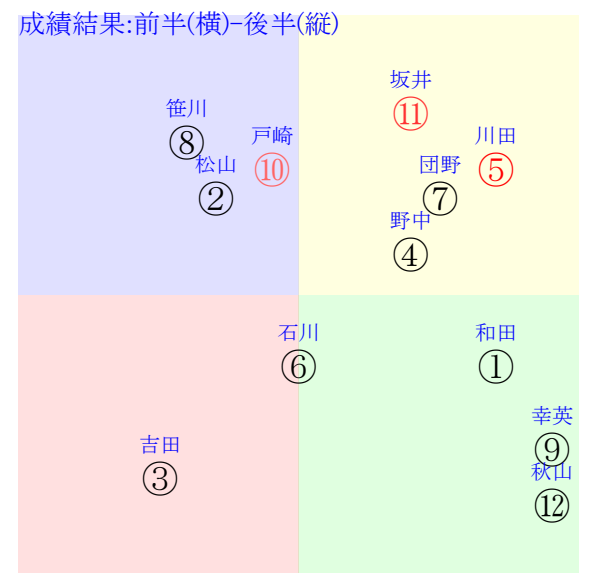 成績結果:前半(横)-後半(縦)
坂井
⑪
笹川
⑧
戸崎
⑩
川田
⑤
松山
②
団野
⑦
野中
④
石川
⑥
和田
①
幸英
⑨
吉田
③
秋山
⑫